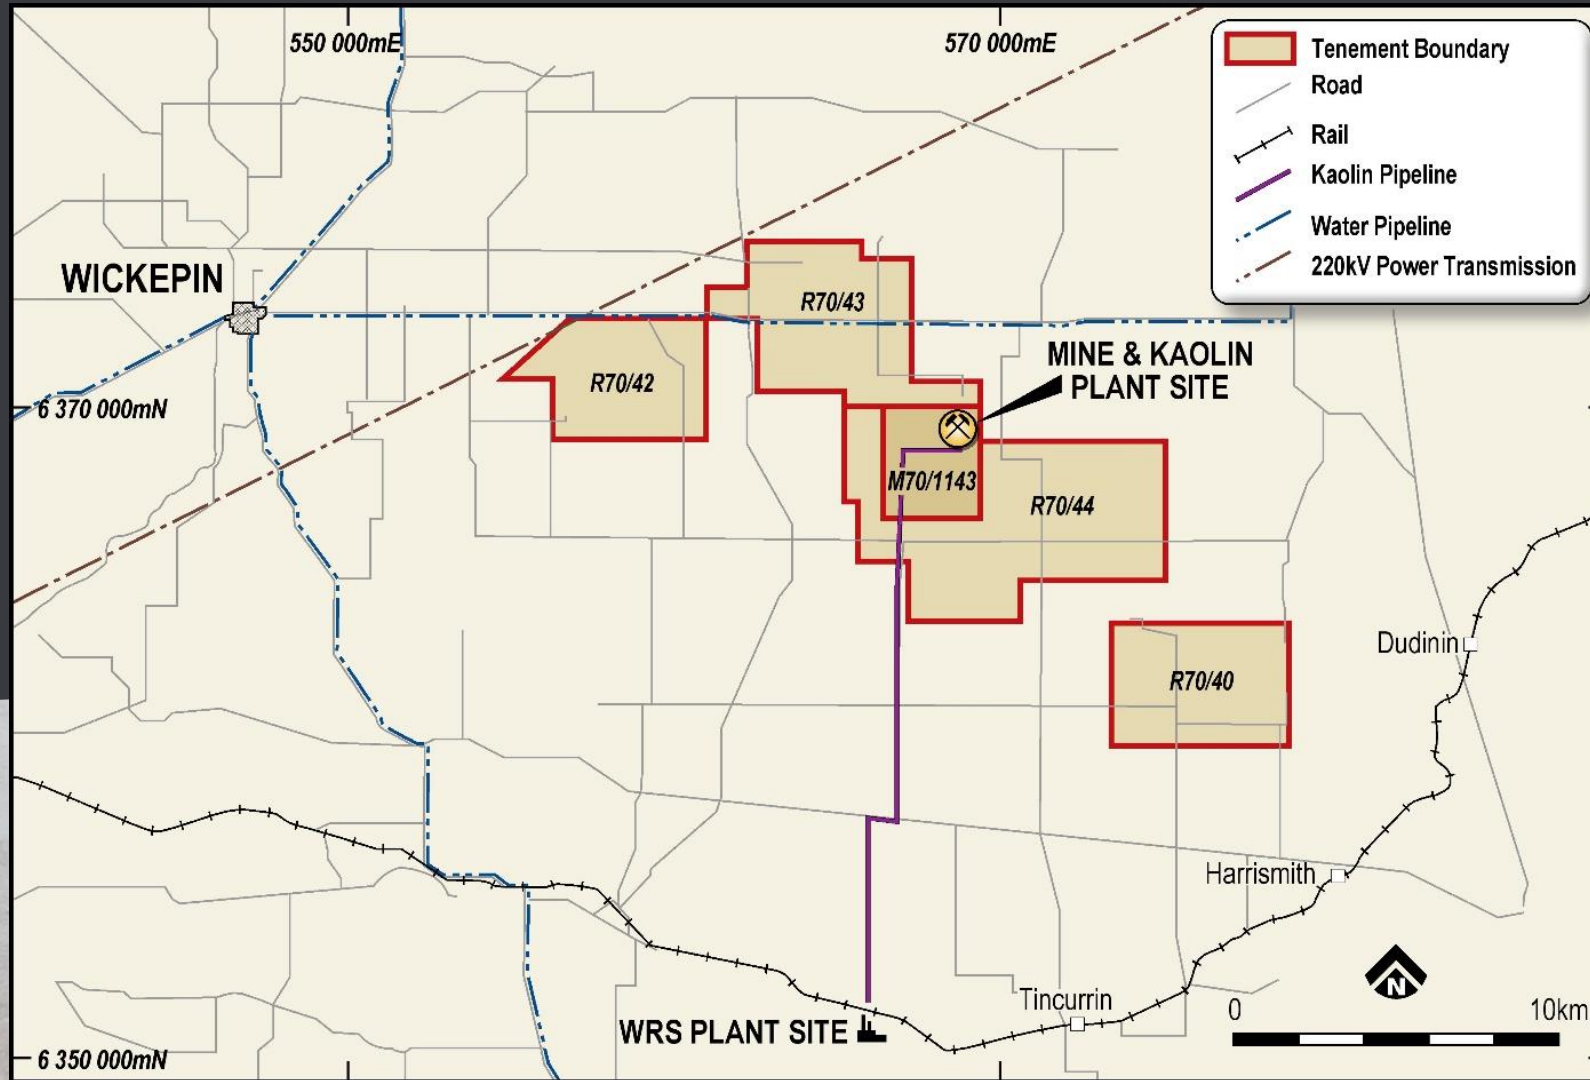 550 000mE
570 000mE
Tenement Boundary
Road
Rail
Kaolin Pipeline
Water Pipeline
220kV Power Transmission
WICKEPIN
R70/43
MINE & KAOLIN
PLANT SITE
R70/42
6 370 000mN
M70/1143
R70/44
Dudinin
R70/40
Harrismith
N
Tincurrin
0
10km
WRS PLANT SITE
6 350 000mN